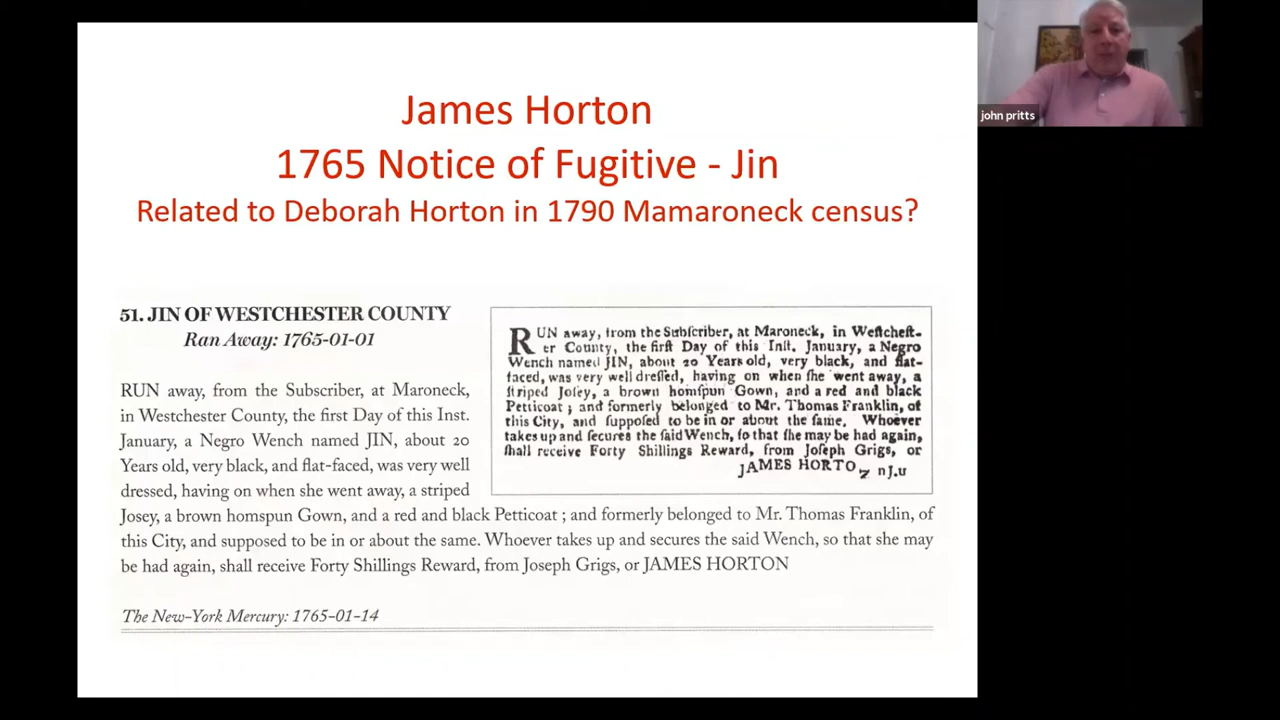 James Horton
1765 Notice of Fugitive - Jin
Related to Deborah Horton in 1790 Mamaroneck census?
51. JIN OF WESTCHESTER COUNTY
Ran Away: 1765-01-01
RUN away, from the Subscriber, at Maroneck,
in Westchester County, the first Day of this Inst.
January, a Negro Wench named JIN, about 20
Years old, very black, and flat-faced, was very well
dressed, having on when she went away, a striped
Josey, a brown homspun Gown, and a red and black Petticoat ; and formerly belonged to Mr. Thomas Franklin, of
this City, and supposed to be in or about the same. Whoever takes up and secures the said Wench, so that she may
be had again, shall receive Forty Shillings Reward, from Joseph Grigs, or JAMES HORTON
The New-York Mercury: 1765-01-14
RUN away, from the Subſcriber, at Maroneck, in Weſtcheſt-
er County, the firſt Day of this Inſt. January, a Negro
Wench named JIN, about 20 Years old, very black, and flat-
faced, was very well dreſſed, having on when ſhe went away, a
ſtriped Joſey, a brown homſpun Gown, and a red and black
Petticoat ; and formerly belonged to Mr. Thomas Franklin, of
this City, and ſuppoſed to be in or about the ſame. Whoever
takes up and ſecures the ſaid Wench, ſo that ſhe may be had again,
ſhall receive Forty Shillings Reward, from Joſeph Grigs, or
JAMES HORTON
john pritts